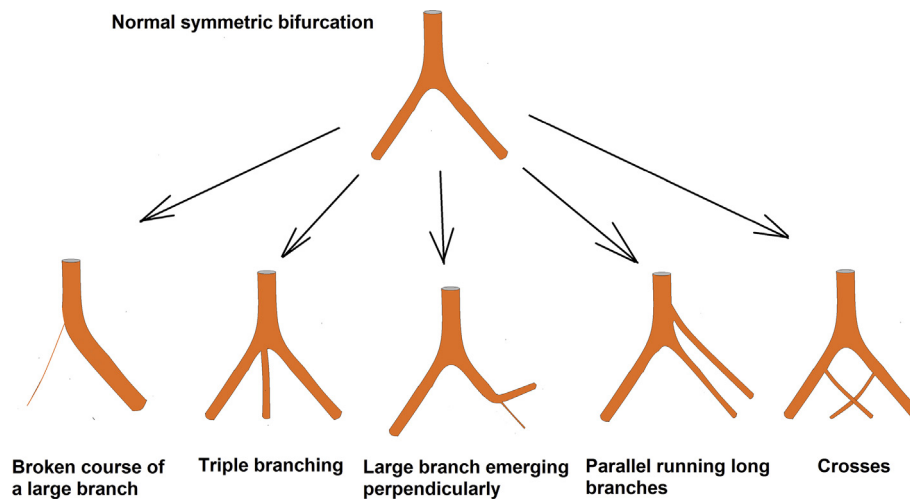 Normal symmetric bifurcation
Broken course of
a large branch
Triple branching
Large branch emerging
perpendicularly
Parallel running long
branches
Crosses